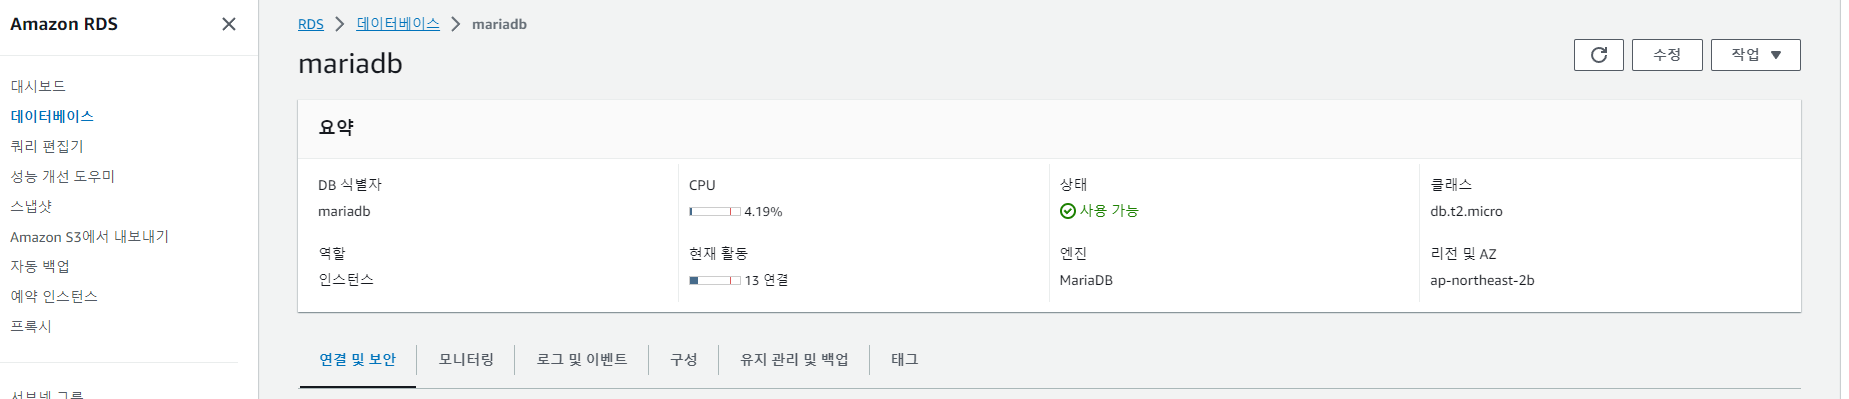 Amazon RDS
대시보드
데이터베이스
쿼리 편집기
성능 개선 도우미
스냅샷
Amazon S3에서 내보내기
자동 백업
예약 인스턴스
프록시
서브넷 그룹
RDS > 데이터베이스 > mariadb
mariadb
수정
작업
요약
DB 식별자
mariadb
CPU
4.19%
상태
사용 가능
클래스
db.t2.micro
역할
인스턴스
현재 활동
13 연결
엔진
MariaDB
리전 및 AZ
ap-northeast-2b
연결 및 보안
모니터링
로그 및 이벤트
구성
유지 관리 및 백업
태그